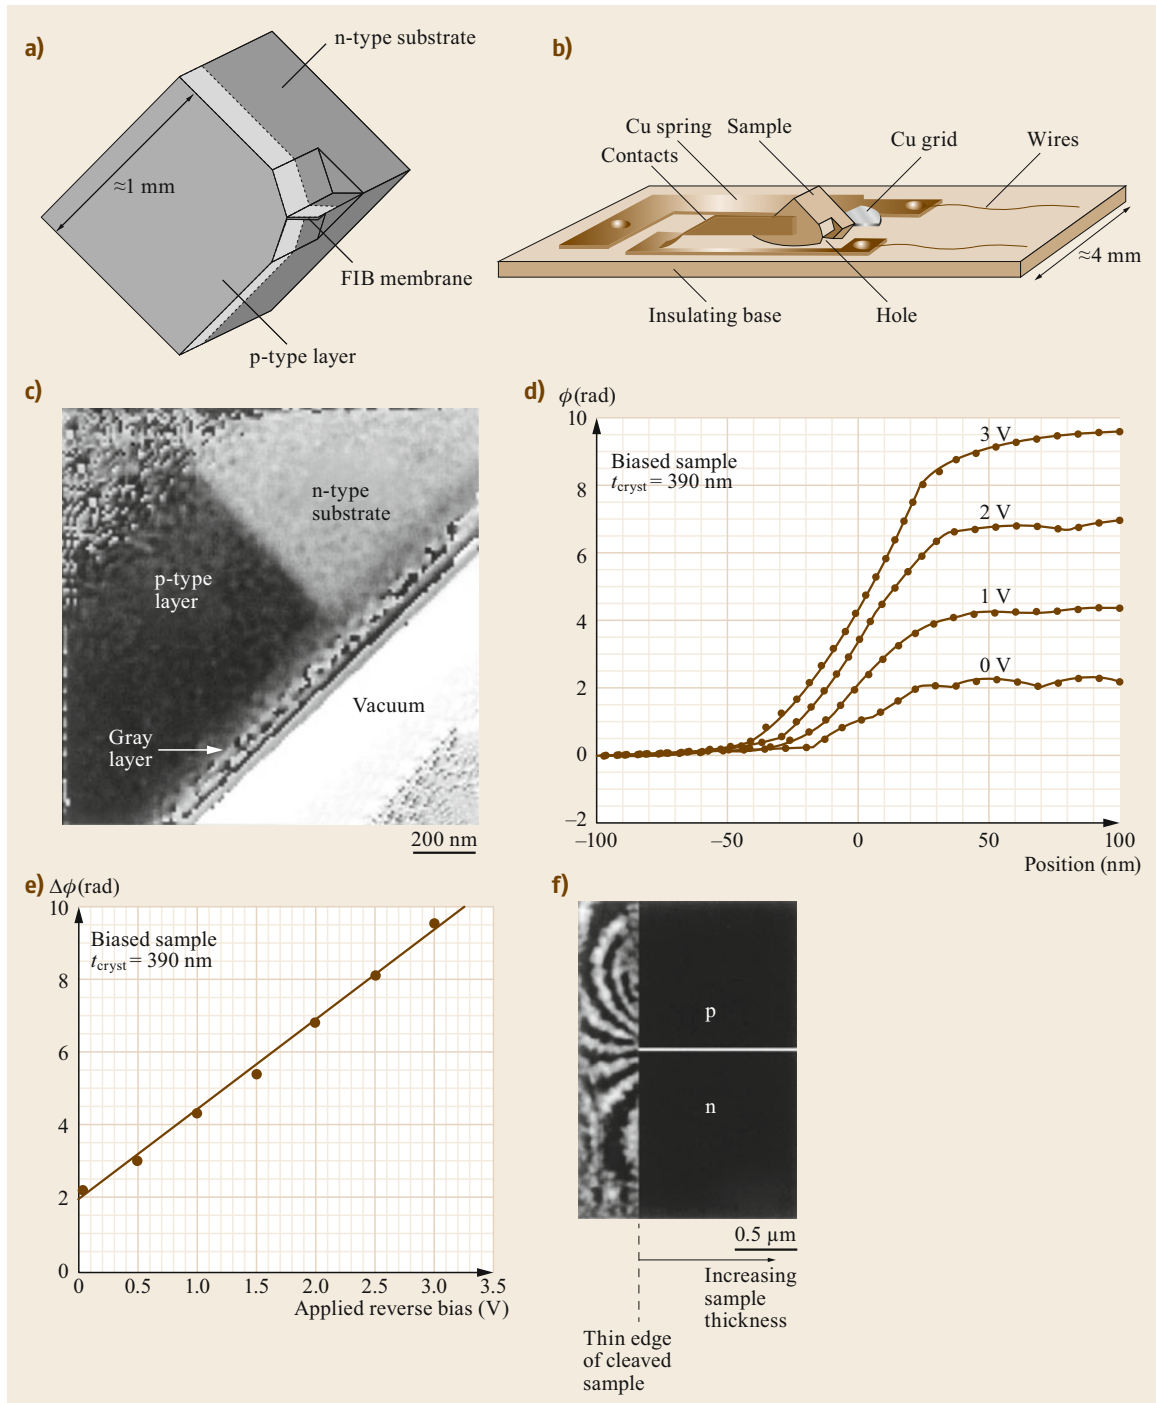 a)
n-type substrate
≈1 mm
FIB membrane
p-type layer
b)
Cu spring
Sample
Contacts
Cu grid
Wires
≈4 mm
Insulating base
Hole
c)
n-type
substrate
p-type
layer
Vacuum
Gray
layer
200 nm
d)
ϕ(rad)
10
8
6
4
2
0
–2
Biased sample
tcryst = 390 nm
3 V
2 V
1 V
0 V
–100
–50
0
50
100
Position (nm)
e)
Δϕ(rad)
10
8
6
4
2
0
Biased sample
tcryst = 390 nm
0
0.5
1.0
1.5
2.0
2.5
3.0
3.5
Applied reverse bias (V)
f)
p
n
0.5 µm
Increasing
sample
thickness
Thin edge
of cleaved
sample